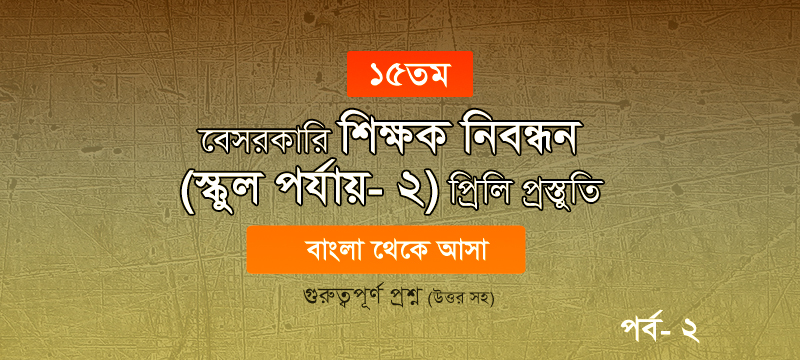 ১৫তম
বেসরকারি শিক্ষক নিবন্ধন
(স্কুল পর্যায়- ২) প্রিলি প্রস্তুতি
বাংলা থেকে আসা
গুরুত্বপূর্ণ প্রশ্ন (উত্তর সহ)
পর্ব- ২